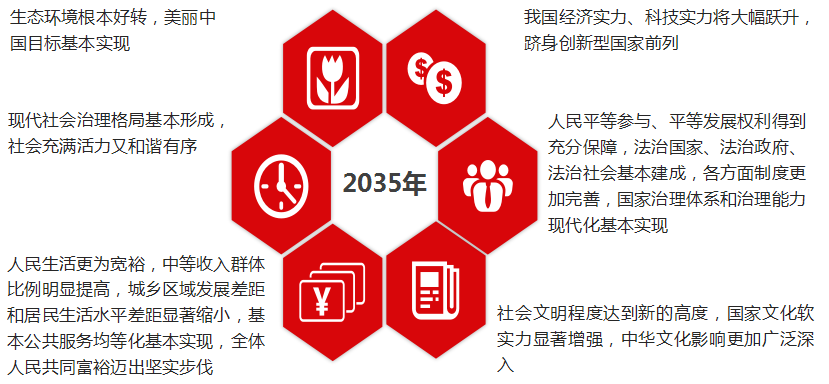 生态环境根本好转，美丽中
国目标基本实现
我国经济实力、科技实力将大幅跃升，
跻身创新型国家前列
现代社会治理格局基本形成，
社会充满活力又和谐有序
人民平等参与、平等发展权利得到
充分保障，法治国家、法治政府、
法治社会基本建成，各方面制度更
加完善，国家治理体系和治理能力
现代化基本实现
2035年
人民生活更为宽裕，中等收入群体
比例明显提高，城乡区域发展差距
和居民生活水平差距显著缩小，基
本公共服务均等化基本实现，全体
人民共同富裕迈出坚实步伐
社会文明程度达到新的高度，国家文化软
实力显著增强，中华文化影响更加广泛深
入
$
$
¥